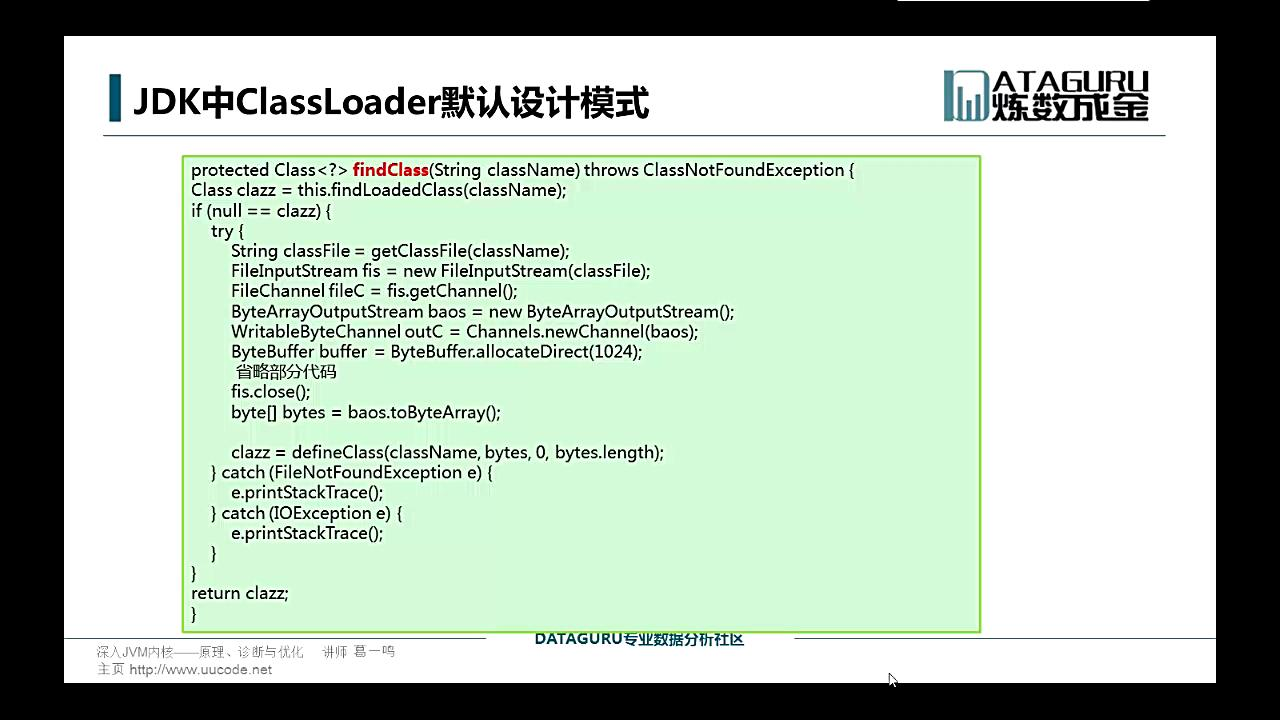 JDK中ClassLoader默认设计模式
DATAGURU
炼数成金
protected Class<?> findClass(String className) throws ClassNotFoundException {
Class clazz = this.findLoadedClass(className);
if (null == clazz) {
try {
String classFile = getClassFile(className);
FileInputStream fis = new FileInputStream(classFile);
FileChannel fileC = fis.getChannel();
ByteArrayOutputStream baos = new ByteArrayOutputStream();
WritableByteChannel outC = Channels.newChannel(baos);
ByteBuffer buffer = ByteBuffer.allocateDirect(1024);
省略部分代码
fis.close();
byte[] bytes = baos.toByteArray();
clazz = defineClass(className, bytes, 0, bytes.length);
} catch (FileNotFoundException e) {
e.printStackTrace();
} catch (IOException e) {
e.printStackTrace();
}
}
return clazz;
}
DATAGURU专业数据分析社区
深入JVM内核——原理、诊断与优化 讲师 葛一鸣
主页 http://www.uucode.net